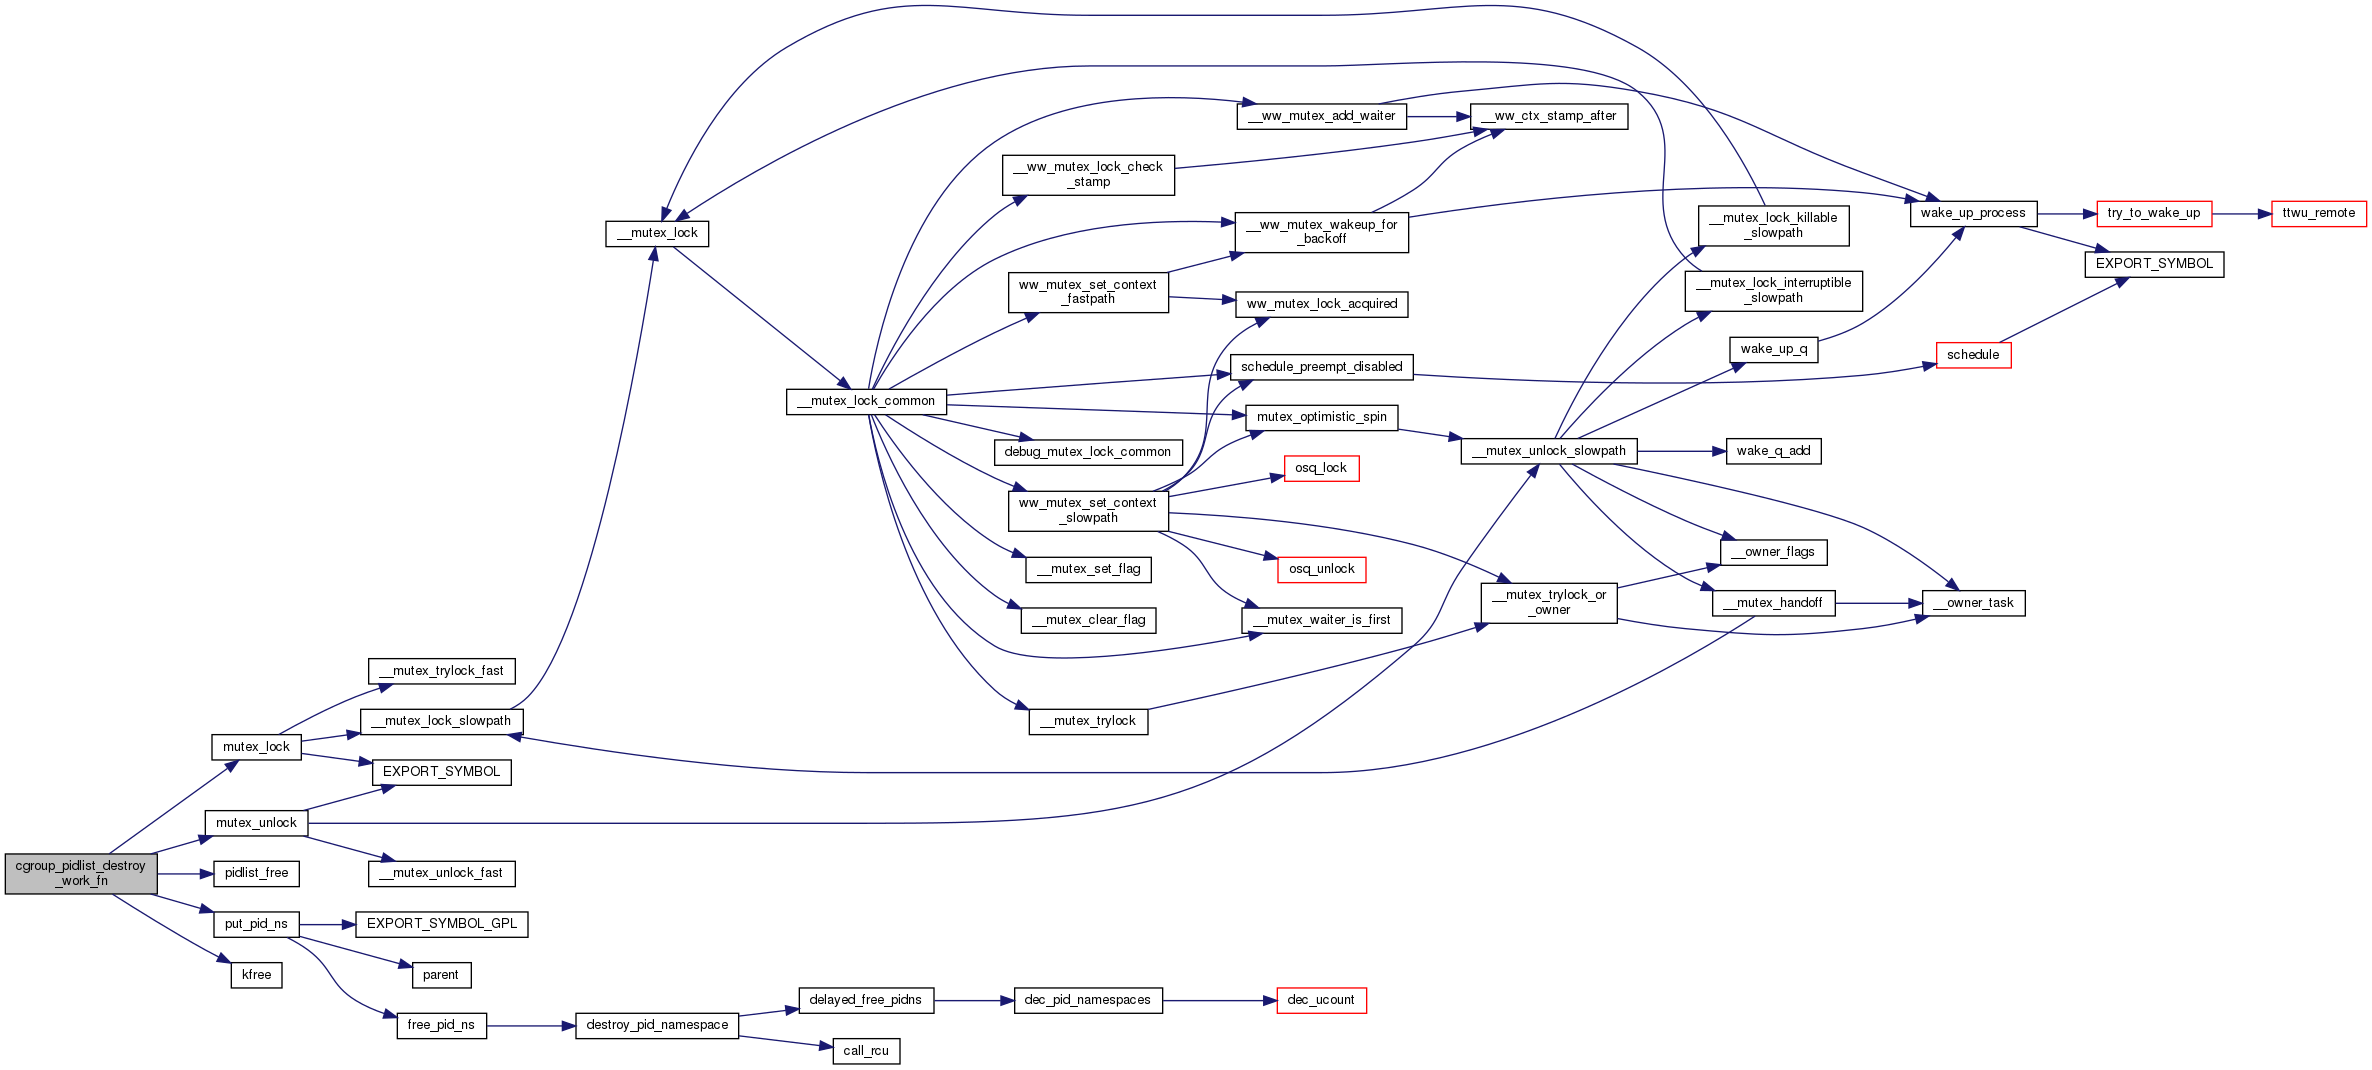 __ww_mutex_add_waiter
__ww_ctx_stamp_after
__ww_mutex_lock_check
_stamp
__mutex_lock
__ww_mutex_wakeup_for
_backoff
__mutex_lock_killable
_slowpath
wake_up_process
try_to_wake_up
ttwu_remote
EXPORT_SYMBOL
ww_mutex_set_context
_fastpath
ww_mutex_lock_acquired
__mutex_lock_interruptible
_slowpath
wake_up_q
schedule
schedule_preempt_disabled
__mutex_lock_common
mutex_optimistic_spin
debug_mutex_lock_common
__mutex_unlock_slowpath
wake_q_add
osq_lock
ww_mutex_set_context
_slowpath
__owner_flags
__mutex_set_flag
osq_unlock
__mutex_trylock_or
_owner
__mutex_handoff
__owner_task
__mutex_clear_flag
__mutex_waiter_is_first
__mutex_trylock_fast
__mutex_lock_slowpath
__mutex_trylock
mutex_lock
EXPORT_SYMBOL
mutex_unlock
cgroup_pidlist_destroy
_work_fn
pidlist_free
__mutex_unlock_fast
put_pid_ns
EXPORT_SYMBOL_GPL
kfree
parent
free_pid_ns
destroy_pid_namespace
delayed_free_pidns
dec_pid_namespaces
dec_ucount
call_rcu